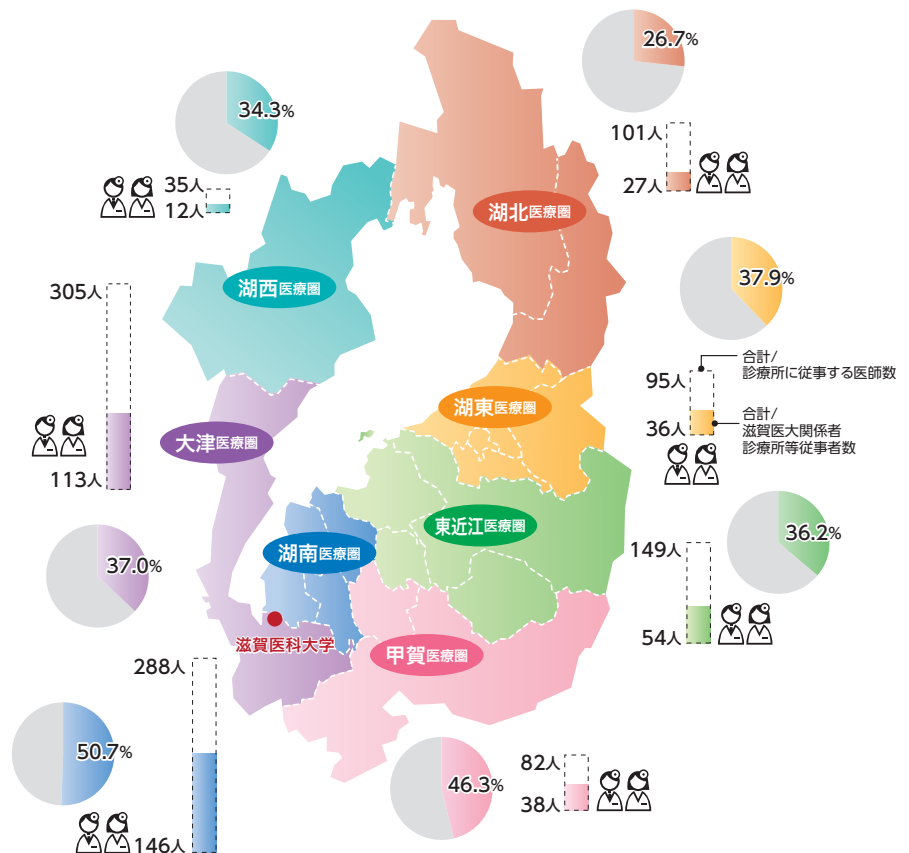 26.7%
101人
27人
34.3%
35人
12人
湖北医療圏
37.9%
湖西医療圏
305人
113人
合計/
診療所に従事する医師数
95人
36人
合計/
滋賀医大関係者
診療所等従事者数
湖東医療圏
大津医療圏
東近江医療圏
36.2%
149人
54人
湖南医療圏
37.0%
滋賀医科大学
甲賀医療圏
288人
146人
50.7%
46.3%
82人
38人